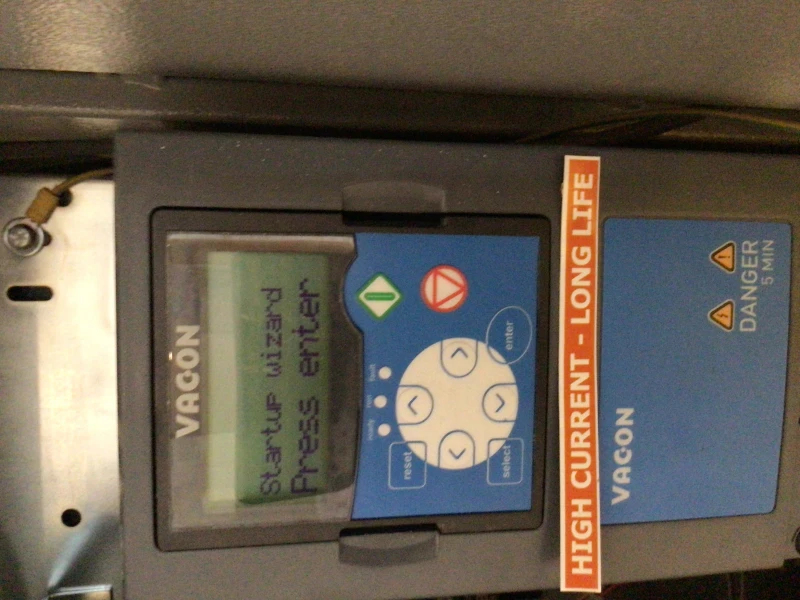 VACON
Startup wizard
Press enter
ready
run
fault
reset
select
enter
HIGH CURRENT - LONG LIFE
VACON
DANGER
5 MIN